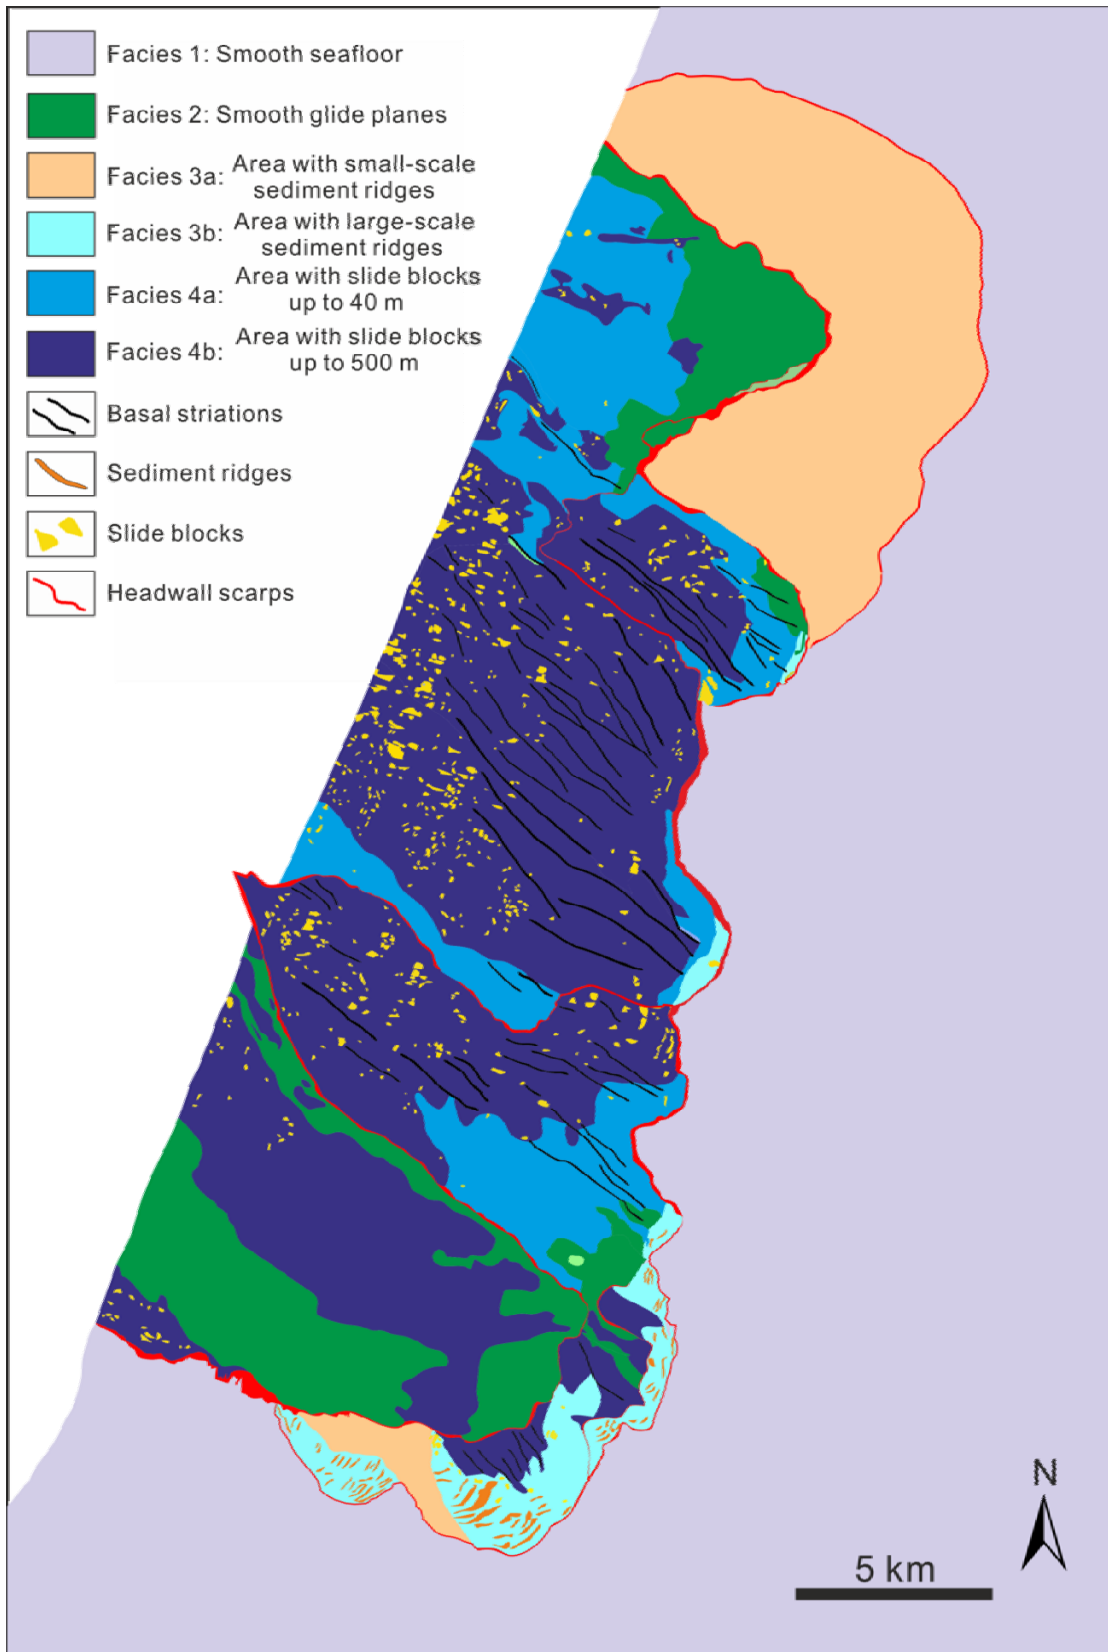 Facies 1: Smooth seafloor
Facies 2: Smooth glide planes
Facies 3a: Area with small-scale
sediment ridges
Facies 3b: Area with large-scale
sediment ridges
Facies 4a: Area with slide blocks
up to 40 m
Facies 4b: Area with slide blocks
up to 500 m
Basal striations
Sediment ridges
Slide blocks
Headwall scarps
N
5 km